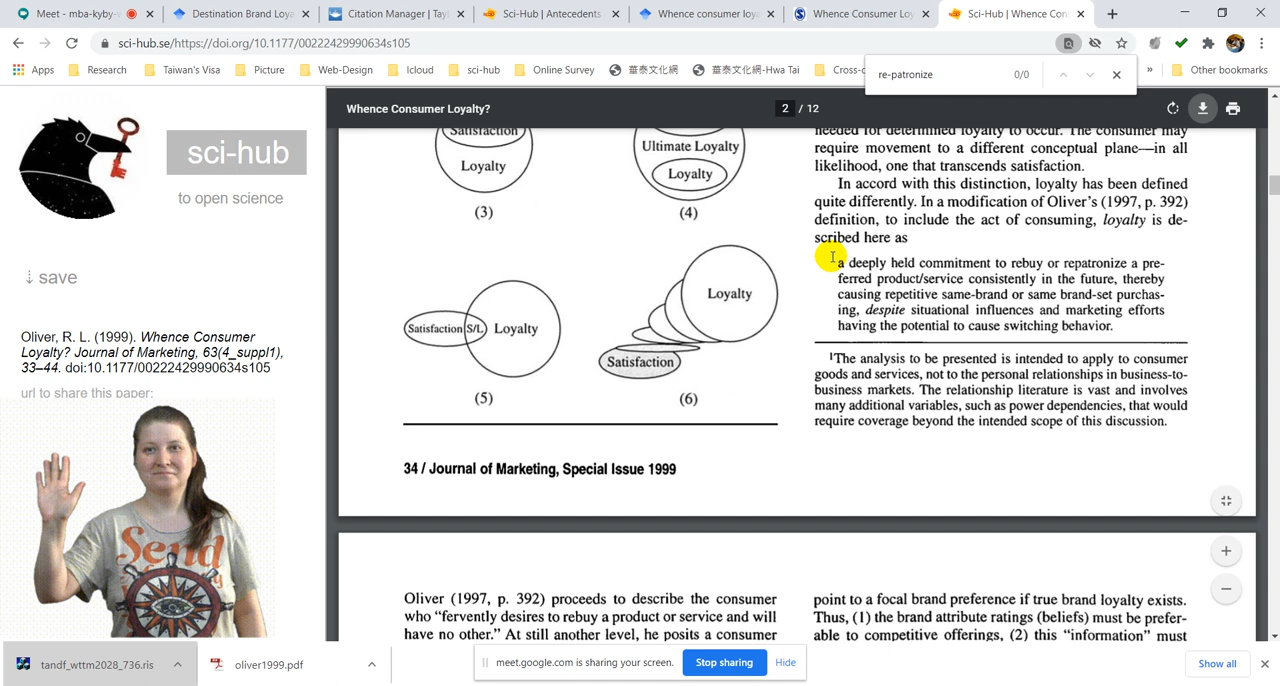 Meet - mba-kyby-
Destination Brand Loya
Citation Manager | Tayl
Sci-Hub | Antecedents
Whence consumer loya
Whence Consumer Lo
Sci-Hub | Whence Con
sci-hub.se/https://doi.org/10.1177/00222429990634s105
re-patronize
0/0
Apps
Research
Taiwan's Visa
Picture
Web-Design
Icloud
sci-hub
Online Survey
華泰文化網
華泰文化網-Hwa Tai
Cross-c
»
Other bookmarks
sci-hub
to open science
↓ save
Oliver, R. L. (1999). Whence Consumer
Loyalty? Journal of Marketing, 63(4_suppl1),
33–44. doi:10.1177/00222429990634s105
url to share this paper:
Send
Whence Consumer Loyalty?
2 / 12
Satisfaction
Loyalty
(3)
Ultimate Loyalty
Loyalty
(4)
Satisfaction
S/L
Loyalty
(5)
Loyalty
Satisfaction
(6)
34 / Journal of Marketing, Special Issue 1999
needed for determined loyalty to occur. The consumer may
require movement to a different conceptual plane—in all
likelihood, one that transcends satisfaction.
In accord with this distinction, loyalty has been defined
quite differently. In a modification of Oliver's (1997, p. 392)
definition, to include the act of consuming, loyalty is de-
scribed here as
a deeply held commitment to rebuy or repatronize a pre-
ferred product/service consistently in the future, thereby
causing repetitive same-brand or same brand-set purchas-
ing, despite situational influences and marketing efforts
having the potential to cause switching behavior.
¹The analysis to be presented is intended to apply to consumer
goods and services, not to the personal relationships in business-to-
business markets. The relationship literature is vast and involves
many additional variables, such as power dependencies, that would
require coverage beyond the intended scope of this discussion.
Oliver (1997, p. 392) proceeds to describe the consumer
who "fervently desires to rebuy a product or service and will
have no other." At still another level, he posits a consumer
point to a focal brand preference if true brand loyalty exists.
Thus, (1) the brand attribute ratings (beliefs) must be prefer-
able to competitive offerings, (2) this "information" must
tandf_wttm2028_736.ris
oliver1999.pdf
meet.google.com is sharing your screen.
Stop sharing
Hide
Show all